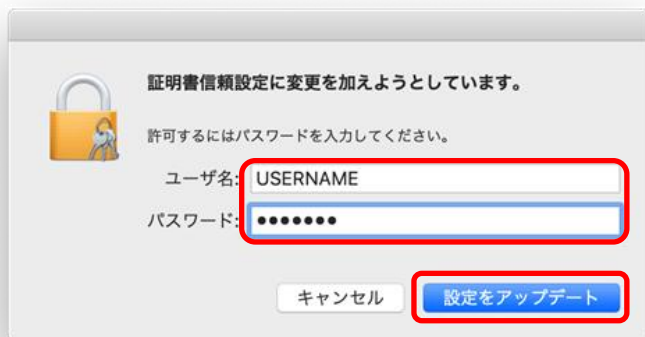 証明書信頼設定に変更を加えようとしています。
許可するにはパスワードを入力してください。
ユーザ名: USERNAME
パスワード: •••••••
キャンセル 設定をアップデート